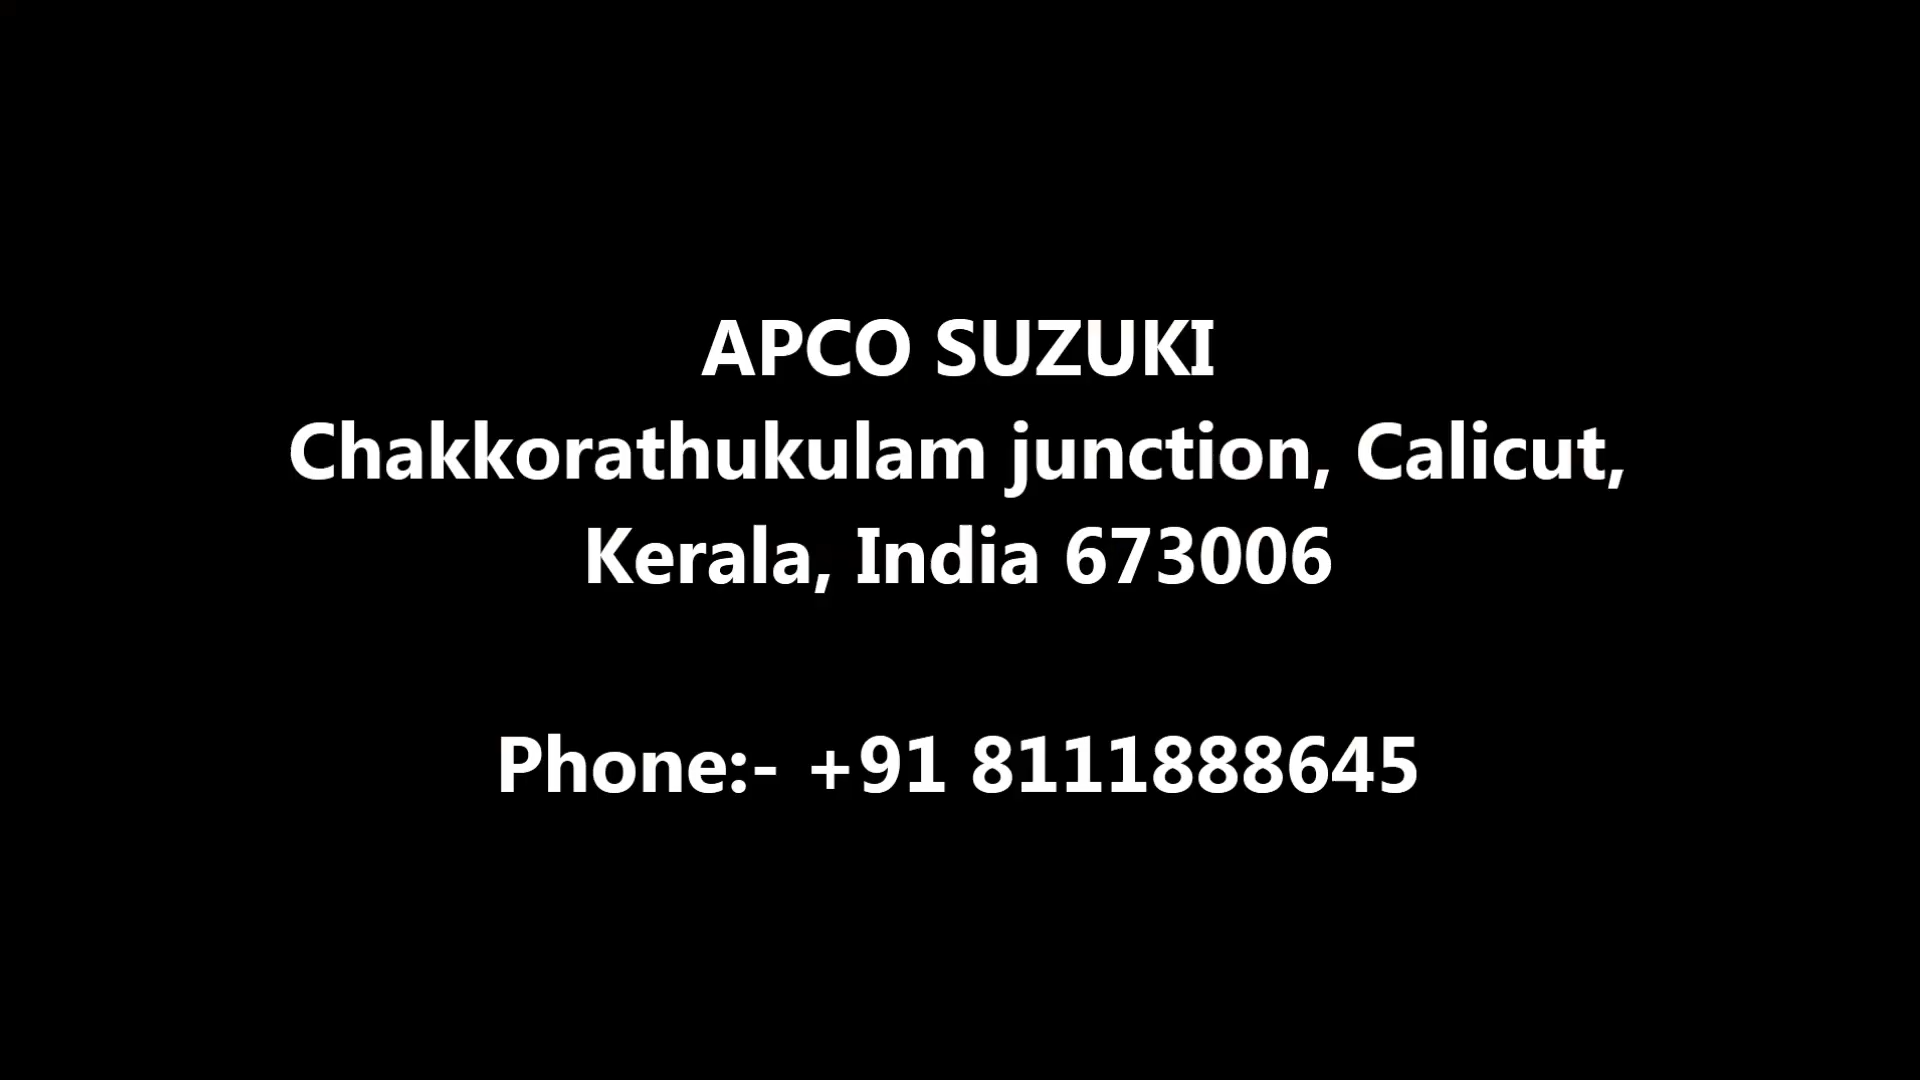 APCO SUZUKI
Chakkorathukulam junction, Calicut,
Kerala, India 673006
Phone:- +91 8111888645